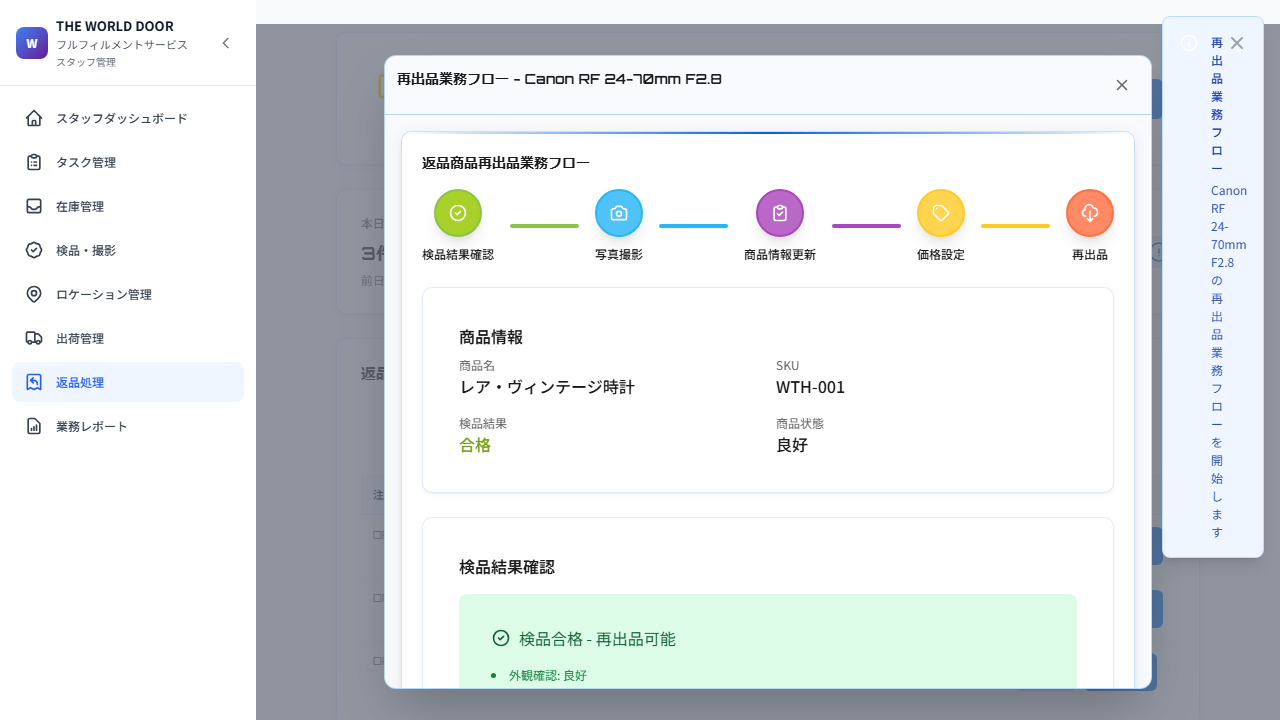 W
THE WORLD DOOR
フルフィルメントサービス
スタッフ管理
スタッフダッシュボード
タスク管理
在庫管理
検品・撮影
ロケーション管理
出荷管理
返品処理
業務レポート
本日
3件
前日
返品
注
再出品業務フロー - Canon RF 24-70mm F2.8
返品商品再出品業務フロー
検品結果確認
写真撮影
商品情報更新
価格設定
再出品
商品情報
商品名
レア・ヴィンテージ時計
SKU
WTH-001
検品結果
合格
商品状態
良好
検品結果確認
検品合格 - 再出品可能
外観確認: 良好
再
出
品
業
務
フ
ロ
ー
Canon
RF
24-
70mm
F2.8
の
再
出
品
業
務
フ
ロ
ー
を
開
始
し
ま
す